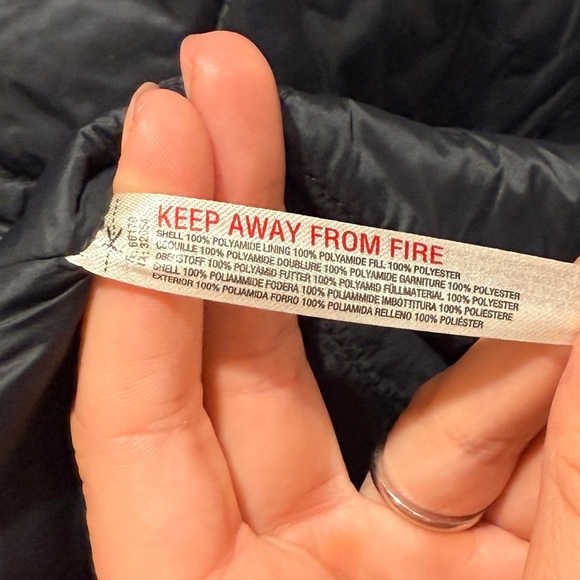 KEEP AWAY FROM FIRE
SHELL 100% POLYAMIDE LINING 100% POLYAMIDE FILL 100% POLYESTER
COQUILLE 100% POLYAMIDE DOUBLURE 100% POLYAMIDE GARNITURE 100% POLYESTER
OBERSTOFF 100% POLYAMID FUTTER 100% POLYAMID FÜLLMATERIAL 100% POLYESTER
SHELL 100% POLIAMMIDE FODERA 100% POLIAMMIDE IMBOTTITURA 100% POLIESTERE
EXTERIOR 100% POLIAMIDA FORRO 100% POLIAMIDA RELLENO 100% POLIÉSTER